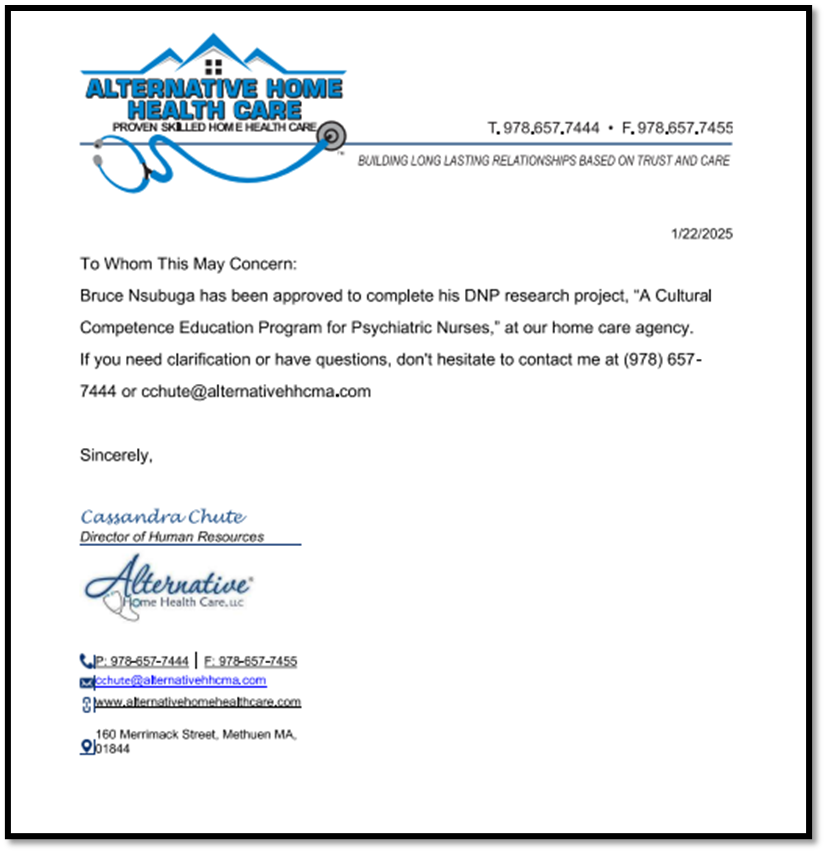 ALTERNATIVE HOME
HEALTH CARE
PROVEN SKILLED HOME HEALTH CARE
™
T. 978.657.7444 • F. 978.657.7455
BUILDING LONG LASTING RELATIONSHIPS BASED ON TRUST AND CARE
1/22/2025
To Whom This May Concern:
Bruce Nsubuga has been approved to complete his DNP research project, “A Cultural
Competence Education Program for Psychiatric Nurses,” at our home care agency.
If you need clarification or have questions, don't hesitate to contact me at (978) 657-
7444 or cchute@alternativehhcma.com
Sincerely,
Cassandra Chute
Director of Human Resources
Alternative®
Home Health Care, LLC
P: 978-657-7444 | F: 978-657-7455
cchute@alternativehhcma.com
www.alternativehomehealthcare.com
160 Merrimack Street, Methuen MA,
01844